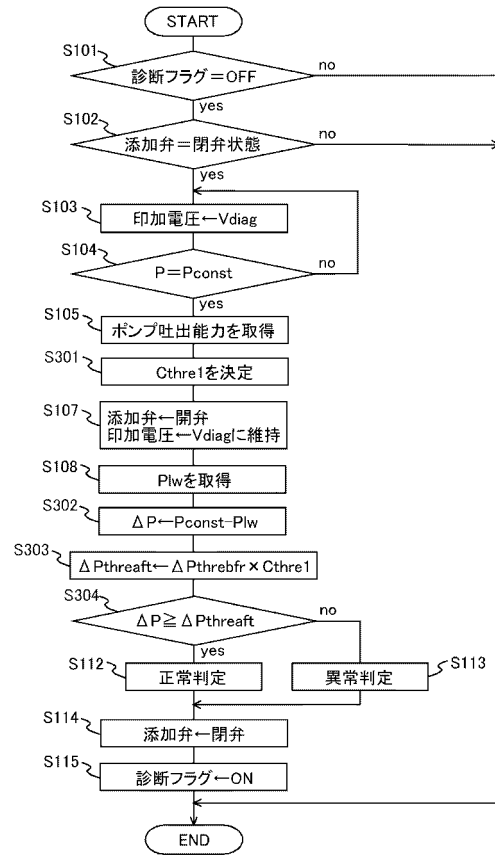 START
S101
診断フラグ=OFF
no
yes
S102
添加弁=閉弁状態
no
yes
S103
印加電圧←Vdiag
S104
P=Pconst
no
yes
S105
ポンプ吐出能力を取得
S301
Cthre1を決定
S107
添加弁←開弁
印加電圧←Vdiagに維持
S108
Plwを取得
S302
ΔP←Pconst-Plw
S303
ΔPthreaft←ΔPthrebfr×Cthre1
S304
ΔP≧ΔPthreaft
no
yes
S112
正常判定
異常判定
S113
S114
添加弁←閉弁
S115
診断フラグ←ON
END